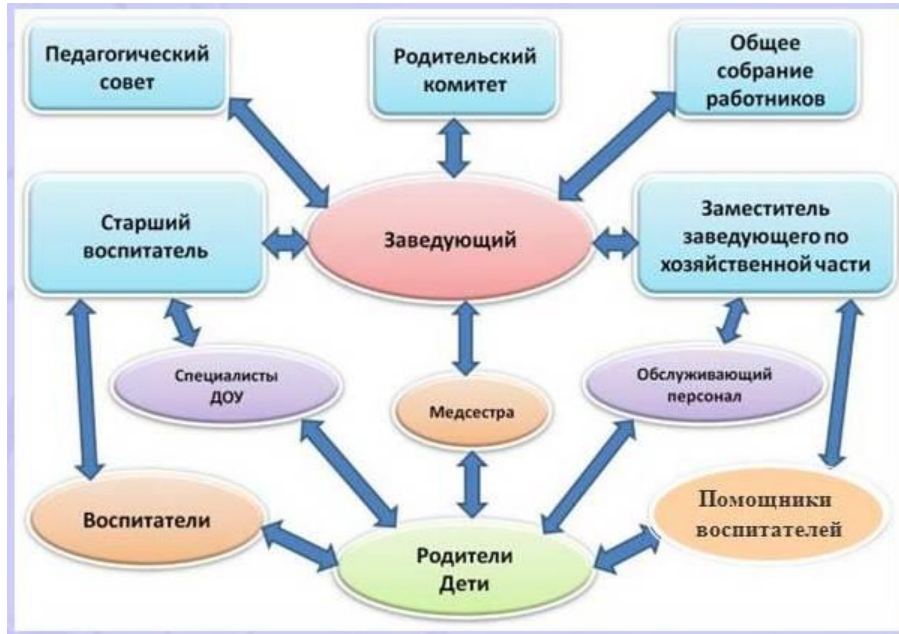 Педагогический
совет
Родительский
комитет
Общее
собрание
работников
Старший
воспитатель
Заведующий
Заместитель
заведующего по
хозяйственной части
Специалисты
ДОУ
Медсестра
Обслуживающий
персонал
Воспитатели
Родители
Дети
Помощники
воспитателей